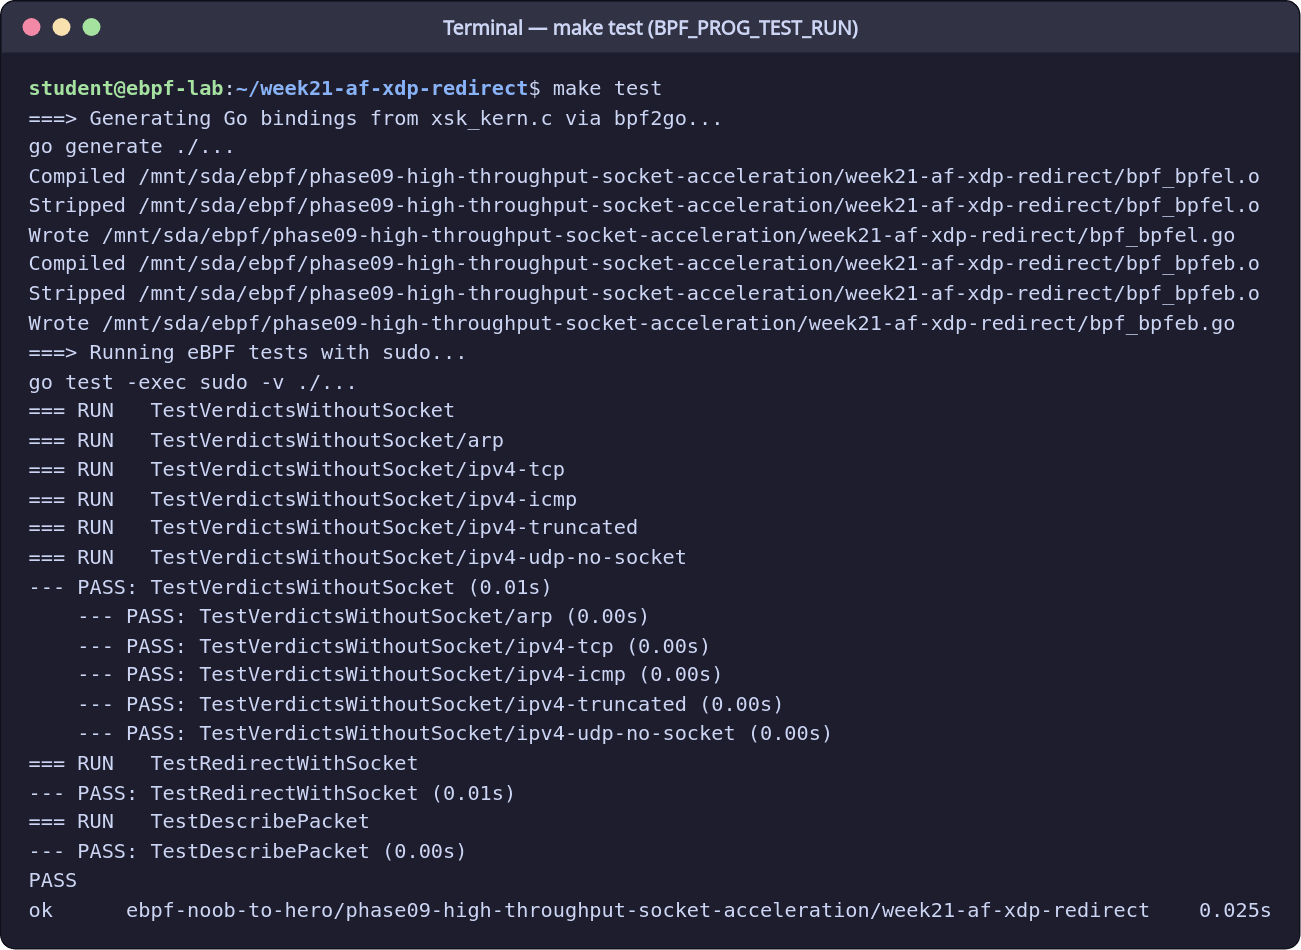 Terminal — make test (BPF_PROG_TEST_RUN)
student@ebpf-lab:~/week21-af-xdp-redirect$ make test
===> Generating Go bindings from xsk_kern.c via bpf2go...
go generate ./...
Compiled /mnt/sda/ebpf/phase09-high-throughput-socket-acceleration/week21-af-xdp-redirect/bpf_bpfel.o
Stripped /mnt/sda/ebpf/phase09-high-throughput-socket-acceleration/week21-af-xdp-redirect/bpf_bpfel.o
Wrote /mnt/sda/ebpf/phase09-high-throughput-socket-acceleration/week21-af-xdp-redirect/bpf_bpfel.go
Compiled /mnt/sda/ebpf/phase09-high-throughput-socket-acceleration/week21-af-xdp-redirect/bpf_bpfeb.o
Stripped /mnt/sda/ebpf/phase09-high-throughput-socket-acceleration/week21-af-xdp-redirect/bpf_bpfeb.o
Wrote /mnt/sda/ebpf/phase09-high-throughput-socket-acceleration/week21-af-xdp-redirect/bpf_bpfeb.go
===> Running eBPF tests with sudo...
go test -exec sudo -v ./...
=== RUN   TestVerdictsWithoutSocket
=== RUN   TestVerdictsWithoutSocket/arp
=== RUN   TestVerdictsWithoutSocket/ipv4-tcp
=== RUN   TestVerdictsWithoutSocket/ipv4-icmp
=== RUN   TestVerdictsWithoutSocket/ipv4-truncated
=== RUN   TestVerdictsWithoutSocket/ipv4-udp-no-socket
--- PASS: TestVerdictsWithoutSocket (0.01s)
    --- PASS: TestVerdictsWithoutSocket/arp (0.00s)
    --- PASS: TestVerdictsWithoutSocket/ipv4-tcp (0.00s)
    --- PASS: TestVerdictsWithoutSocket/ipv4-icmp (0.00s)
    --- PASS: TestVerdictsWithoutSocket/ipv4-truncated (0.00s)
    --- PASS: TestVerdictsWithoutSocket/ipv4-udp-no-socket (0.00s)
=== RUN   TestRedirectWithSocket
--- PASS: TestRedirectWithSocket (0.01s)
=== RUN   TestDescribePacket
--- PASS: TestDescribePacket (0.00s)
PASS
ok      ebpf-noob-to-hero/phase09-high-throughput-socket-acceleration/week21-af-xdp-redirect    0.025s